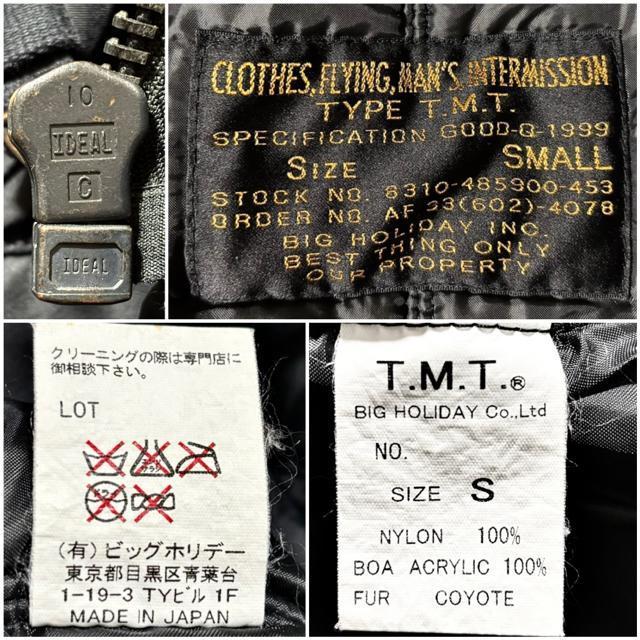 10
IDEAL
C
IDEAL
CLOTHES, FLYING, MAN'S, INTERMISSION
TYPE T.M.T.
SPECIFICATION GOOD-Q-1999
SIZE SMALL
STOCK NO. 8310-485900-453
ORDER NO. AF 33(602)-4078
BIG HOLIDAY INC.
BEST THING ONLY
OUR PROPERTY
クリーニングの際は専門店に
御相談下さい。
LOT
(有)ビッグホリデー
東京都目黒区青葉台
1-19-3 TYビル 1F
MADE IN JAPAN
T.M.T.®
BIG HOLIDAY Co.,Ltd
NO.
SIZE S
NYLON 100%
BOA ACRYLIC 100%
FUR COYOTE